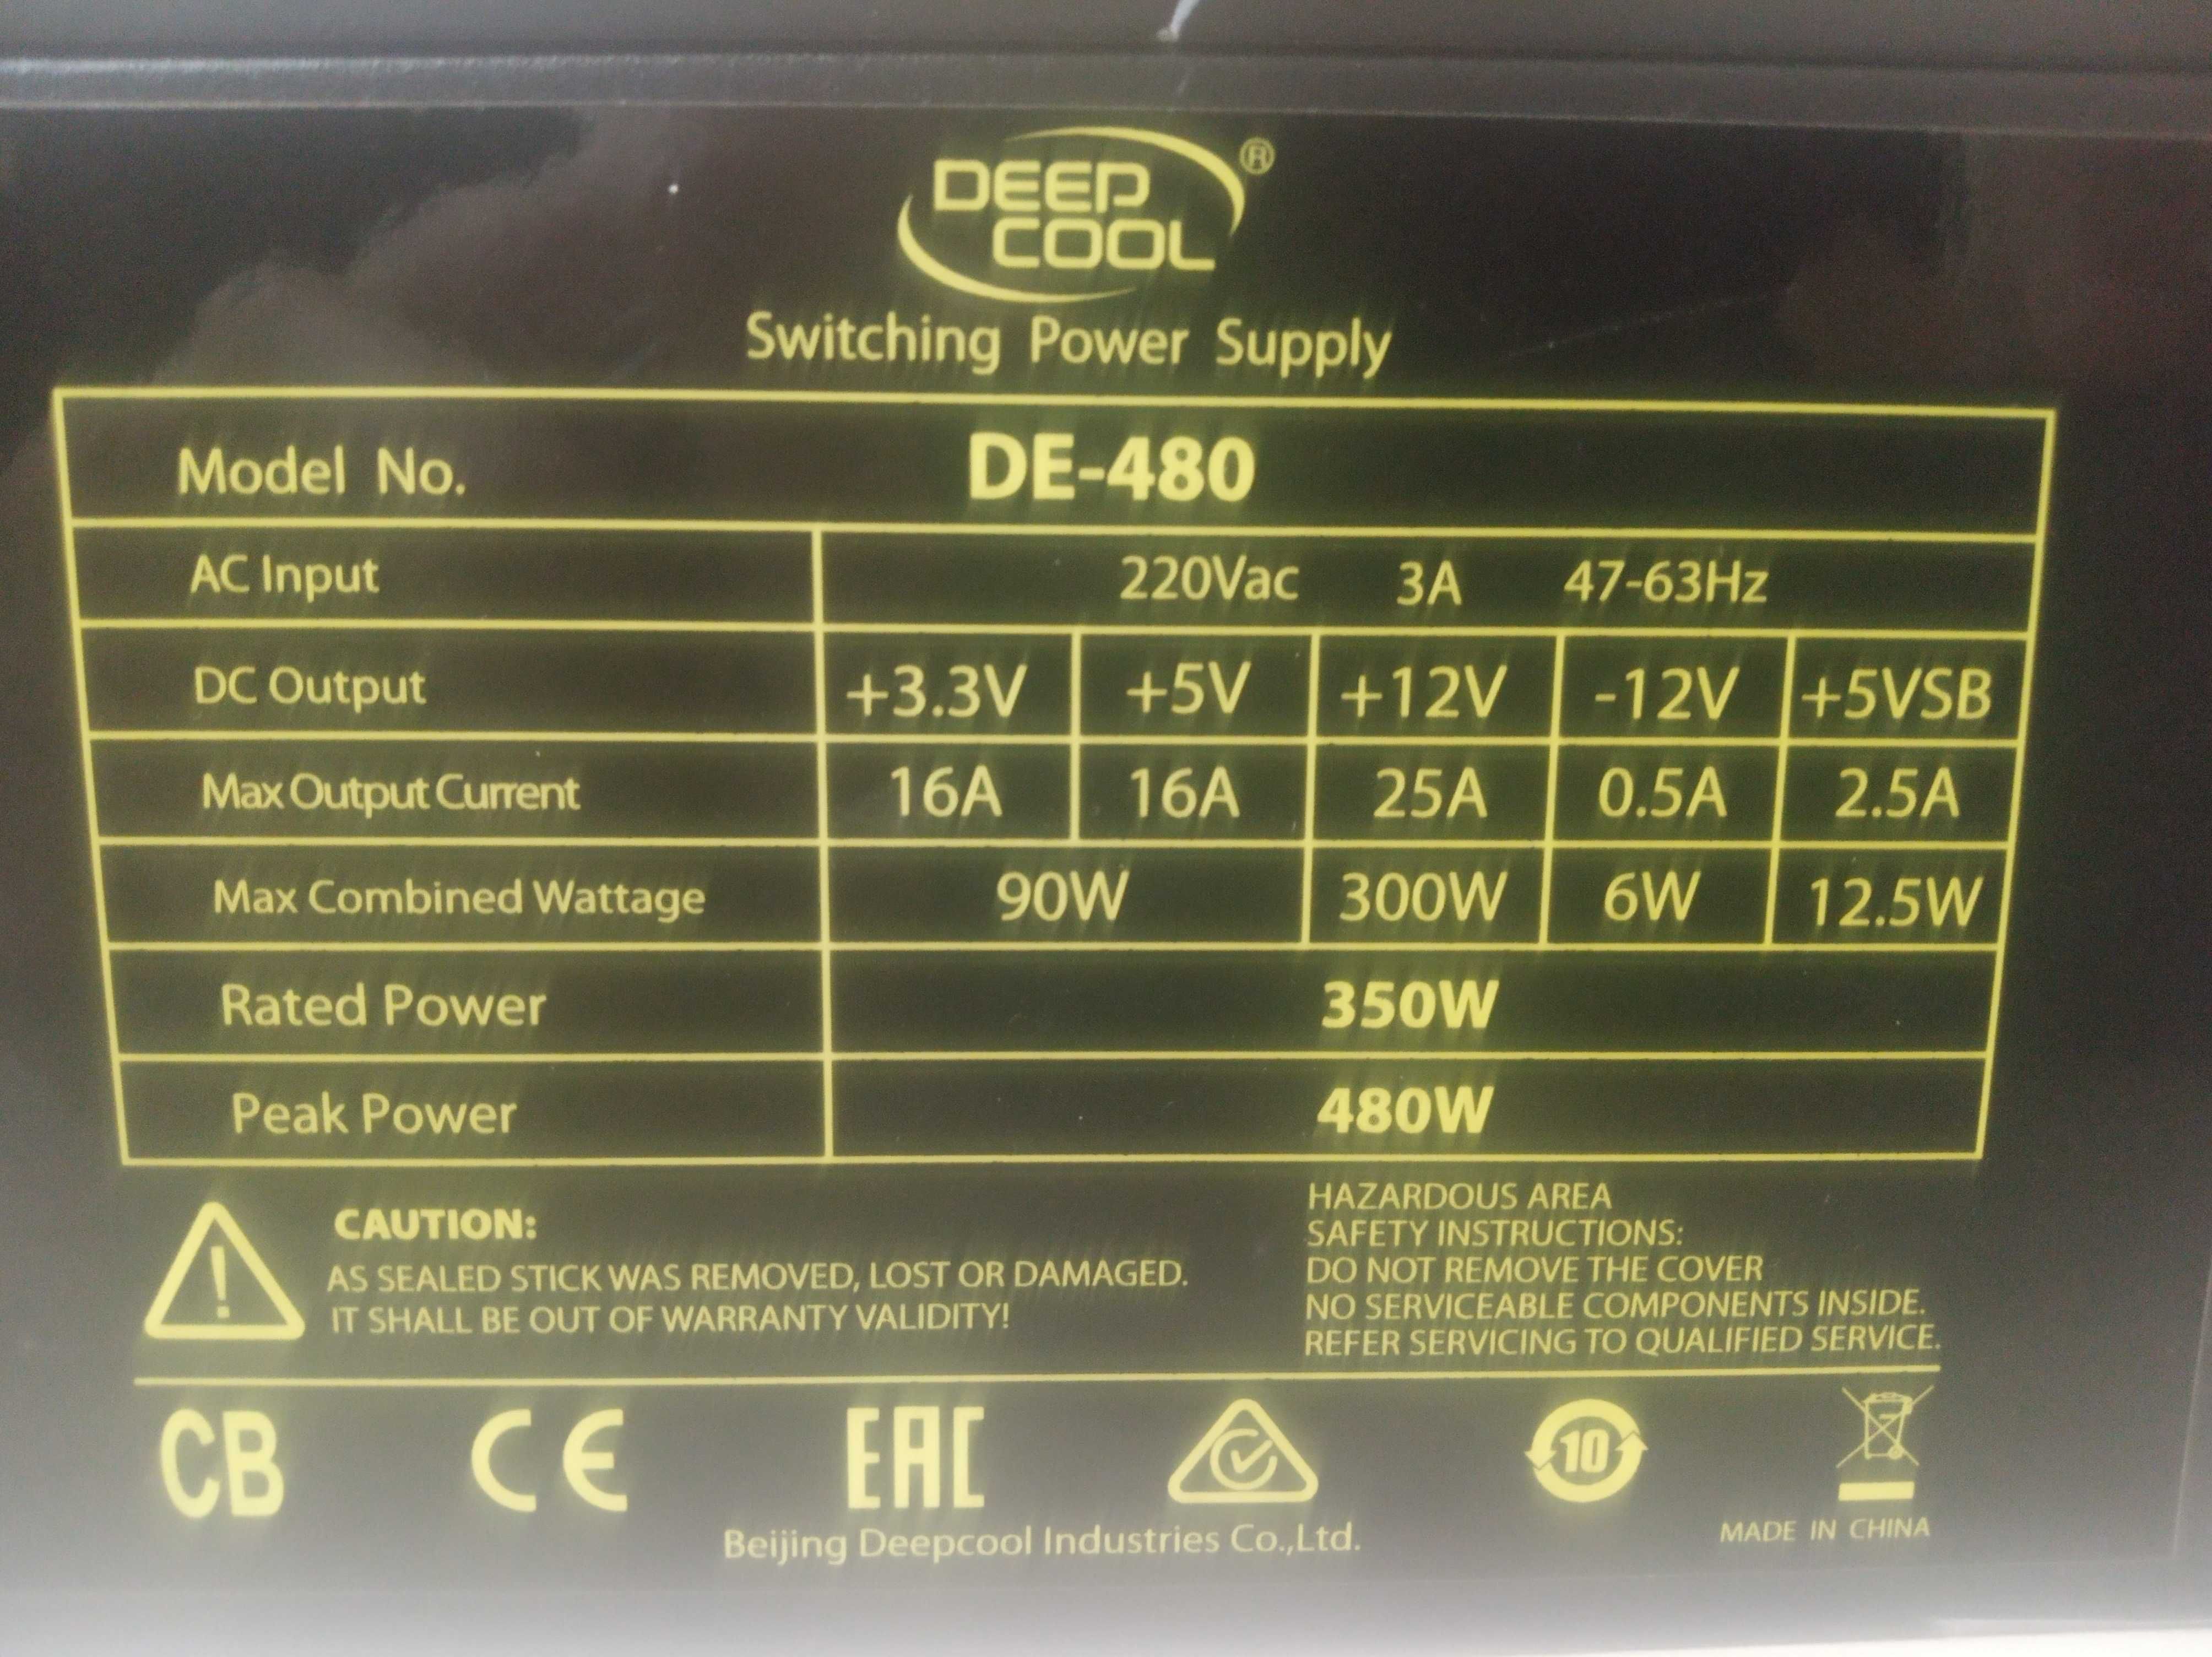 DEEP
COOL®
Switching Power Supply
Model No. DE-480
AC Input 220Vac 3A 47-63Hz
DC Output +3.3V +5V +12V -12V +5VSB
Max Output Current 16A 16A 25A 0.5A 2.5A
Max Combined Wattage 90W 300W 6W 12.5W
Rated Power 350W
Peak Power 480W
CAUTION:
AS SEALED STICK WAS REMOVED, LOST OR DAMAGED.
IT SHALL BE OUT OF WARRANTY VALIDITY!
HAZARDOUS AREA
SAFETY INSTRUCTIONS:
DO NOT REMOVE THE COVER
NO SERVICEABLE COMPONENTS INSIDE.
REFER SERVICING TO QUALIFIED SERVICE.
CB CE EAC 10
Beijing Deepcool Industries Co.,Ltd.
MADE IN CHINA